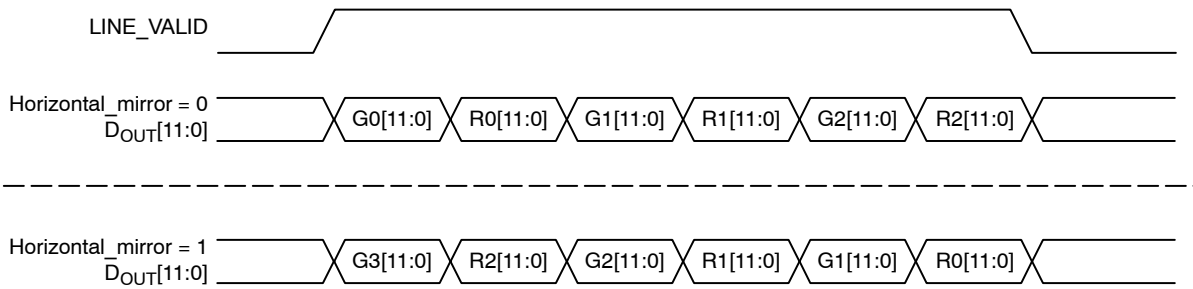 LINE_VALID
Horizontal_mirror = 0
DOUT[11:0]
G0[11:0] R0[11:0] G1[11:0] R1[11:0] G2[11:0] R2[11:0]
Horizontal_mirror = 1
DOUT[11:0]
G3[11:0] R2[11:0] G2[11:0] R1[11:0] G1[11:0] R0[11:0]